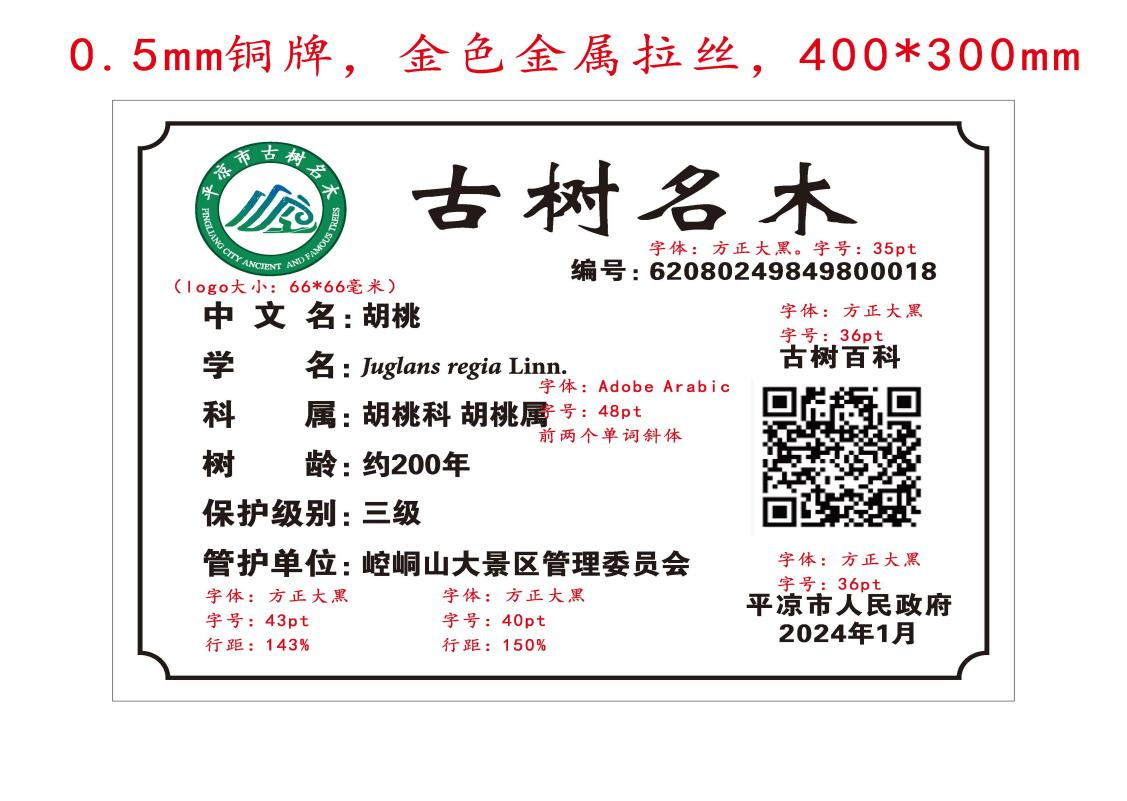 0.5mm铜牌，金色金属拉丝，400*300mm
平凉市古树名木
PINGLIANG CITY ANCIENT AND FAMOUS TREES
古树名木
字体：方正大黑。字号：35pt
编号：62080249849800018
（logo大小：66*66毫米）
中文名：胡桃
字体：方正大黑
字号：36pt
古树百科
学名：Juglans regia Linn.
字体：Adobe Arabic
字号：48pt
前两个单词斜体
科属：胡桃科 胡桃属
树龄：约200年
保护级别：三级
管护单位：崆峒山大景区管理委员会
字体：方正大黑
字号：43pt
行距：143%
字体：方正大黑
字号：40pt
行距：150%
字体：方正大黑
字号：36pt
平凉市人民政府
2024年1月